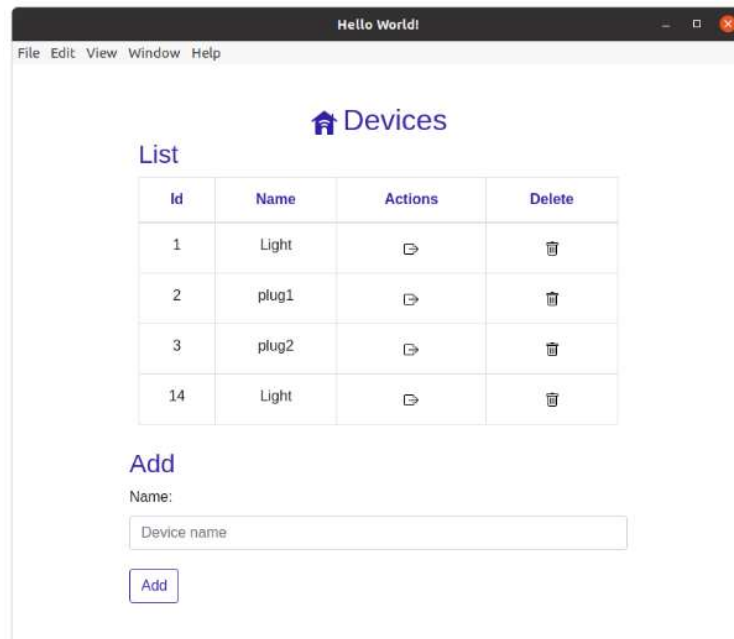 Hello World!
File Edit View Window Help
Devices
List
Id Name Actions Delete
1 Light
2 plug1
3 plug2
14 Light
Add
Name:
Device name
Add